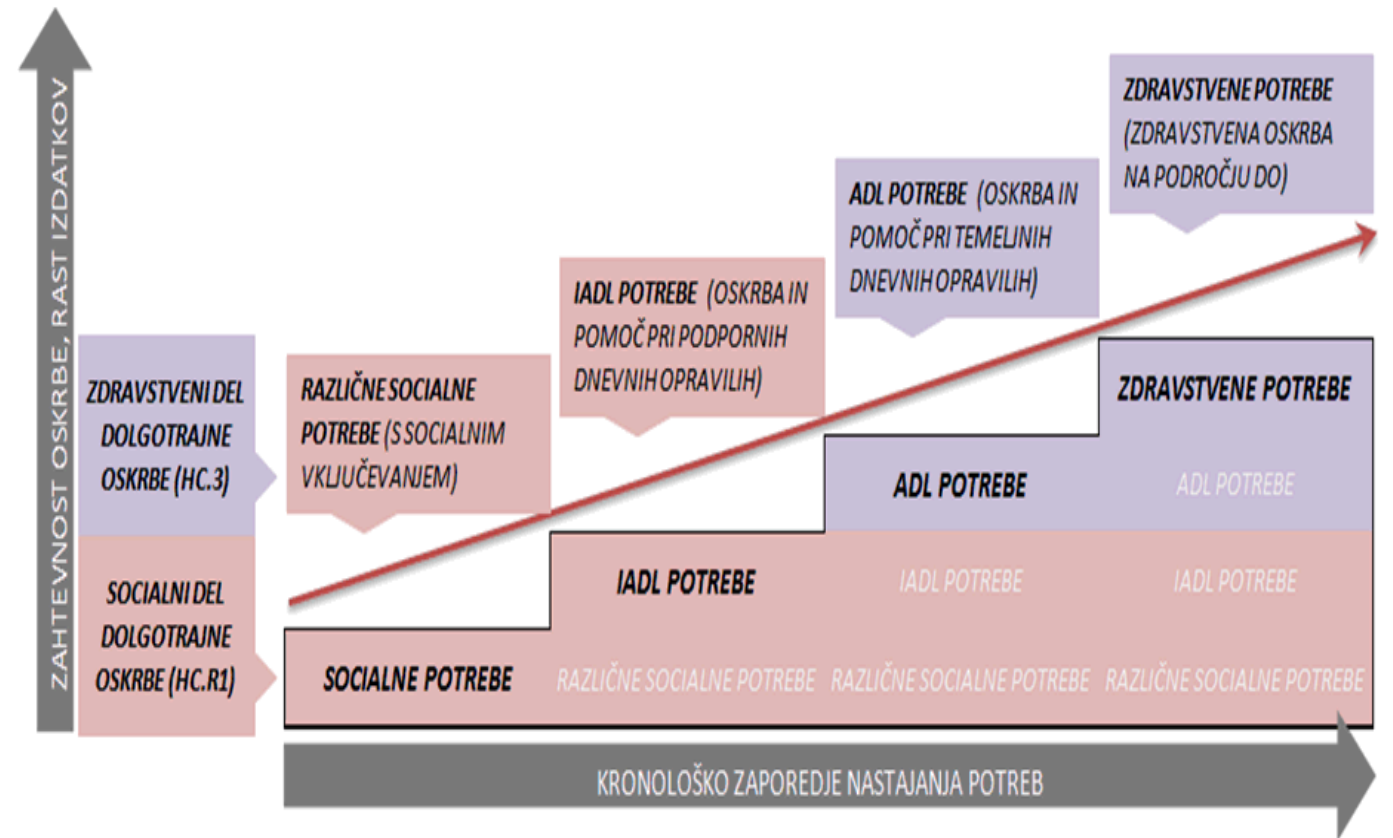 ZAHTEVNOST OSKRBE, RAST IZDATKOV
ZDRAVSTVENI DEL
DOLGOTRAJNE
OSKRBE (HC.3)
SOCIALNI DEL
DOLGOTRAJNE
OSKRBE (HC.R1)
RAZLIČNE SOCIALNE
POTREBE (S SOCIALNIM
VKLJUČEVANJEM)
IADL POTREBE (OSKRBA IN
POMOČ PRI PODPORNIH
DNEVNIH OPRAVILIH)
ADL POTREBE (OSKRBA IN
POMOČ PRI TEMELJNIH
DNEVNIH OPRAVILIH)
ZDRAVSTVENE POTREBE
(ZDRAVSTVENA OSKRBA
NA PODROČJU DO)
ZDRAVSTVENE POTREBE
ADL POTREBE
ADL POTREBE
IADL POTREBE
IADL POTREBE
IADL POTREBE
SOCIALNE POTREBE
RAZLIČNE SOCIALNE POTREBE
RAZLIČNE SOCIALNE POTREBE
RAZLIČNE SOCIALNE POTREBE
KRONOLOŠKO ZAPOREDJE NASTAJANJA POTREB